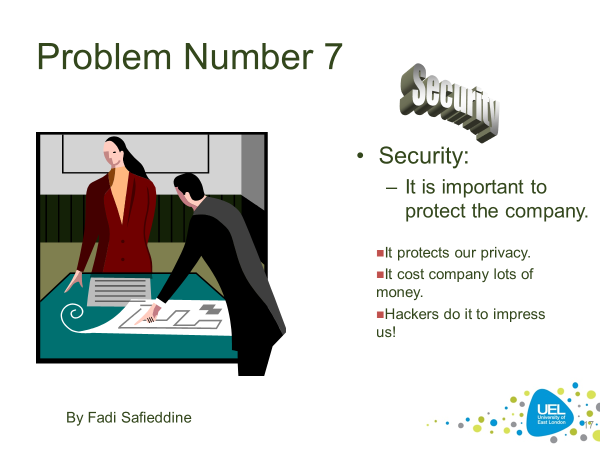 Problem Number 7
Security
• Security:
– It is important to
protect the company.
■It protects our privacy.
■It cost company lots of
money.
■Hackers do it to impress
us!
By Fadi Safieddine
UEL
University of
East London
17